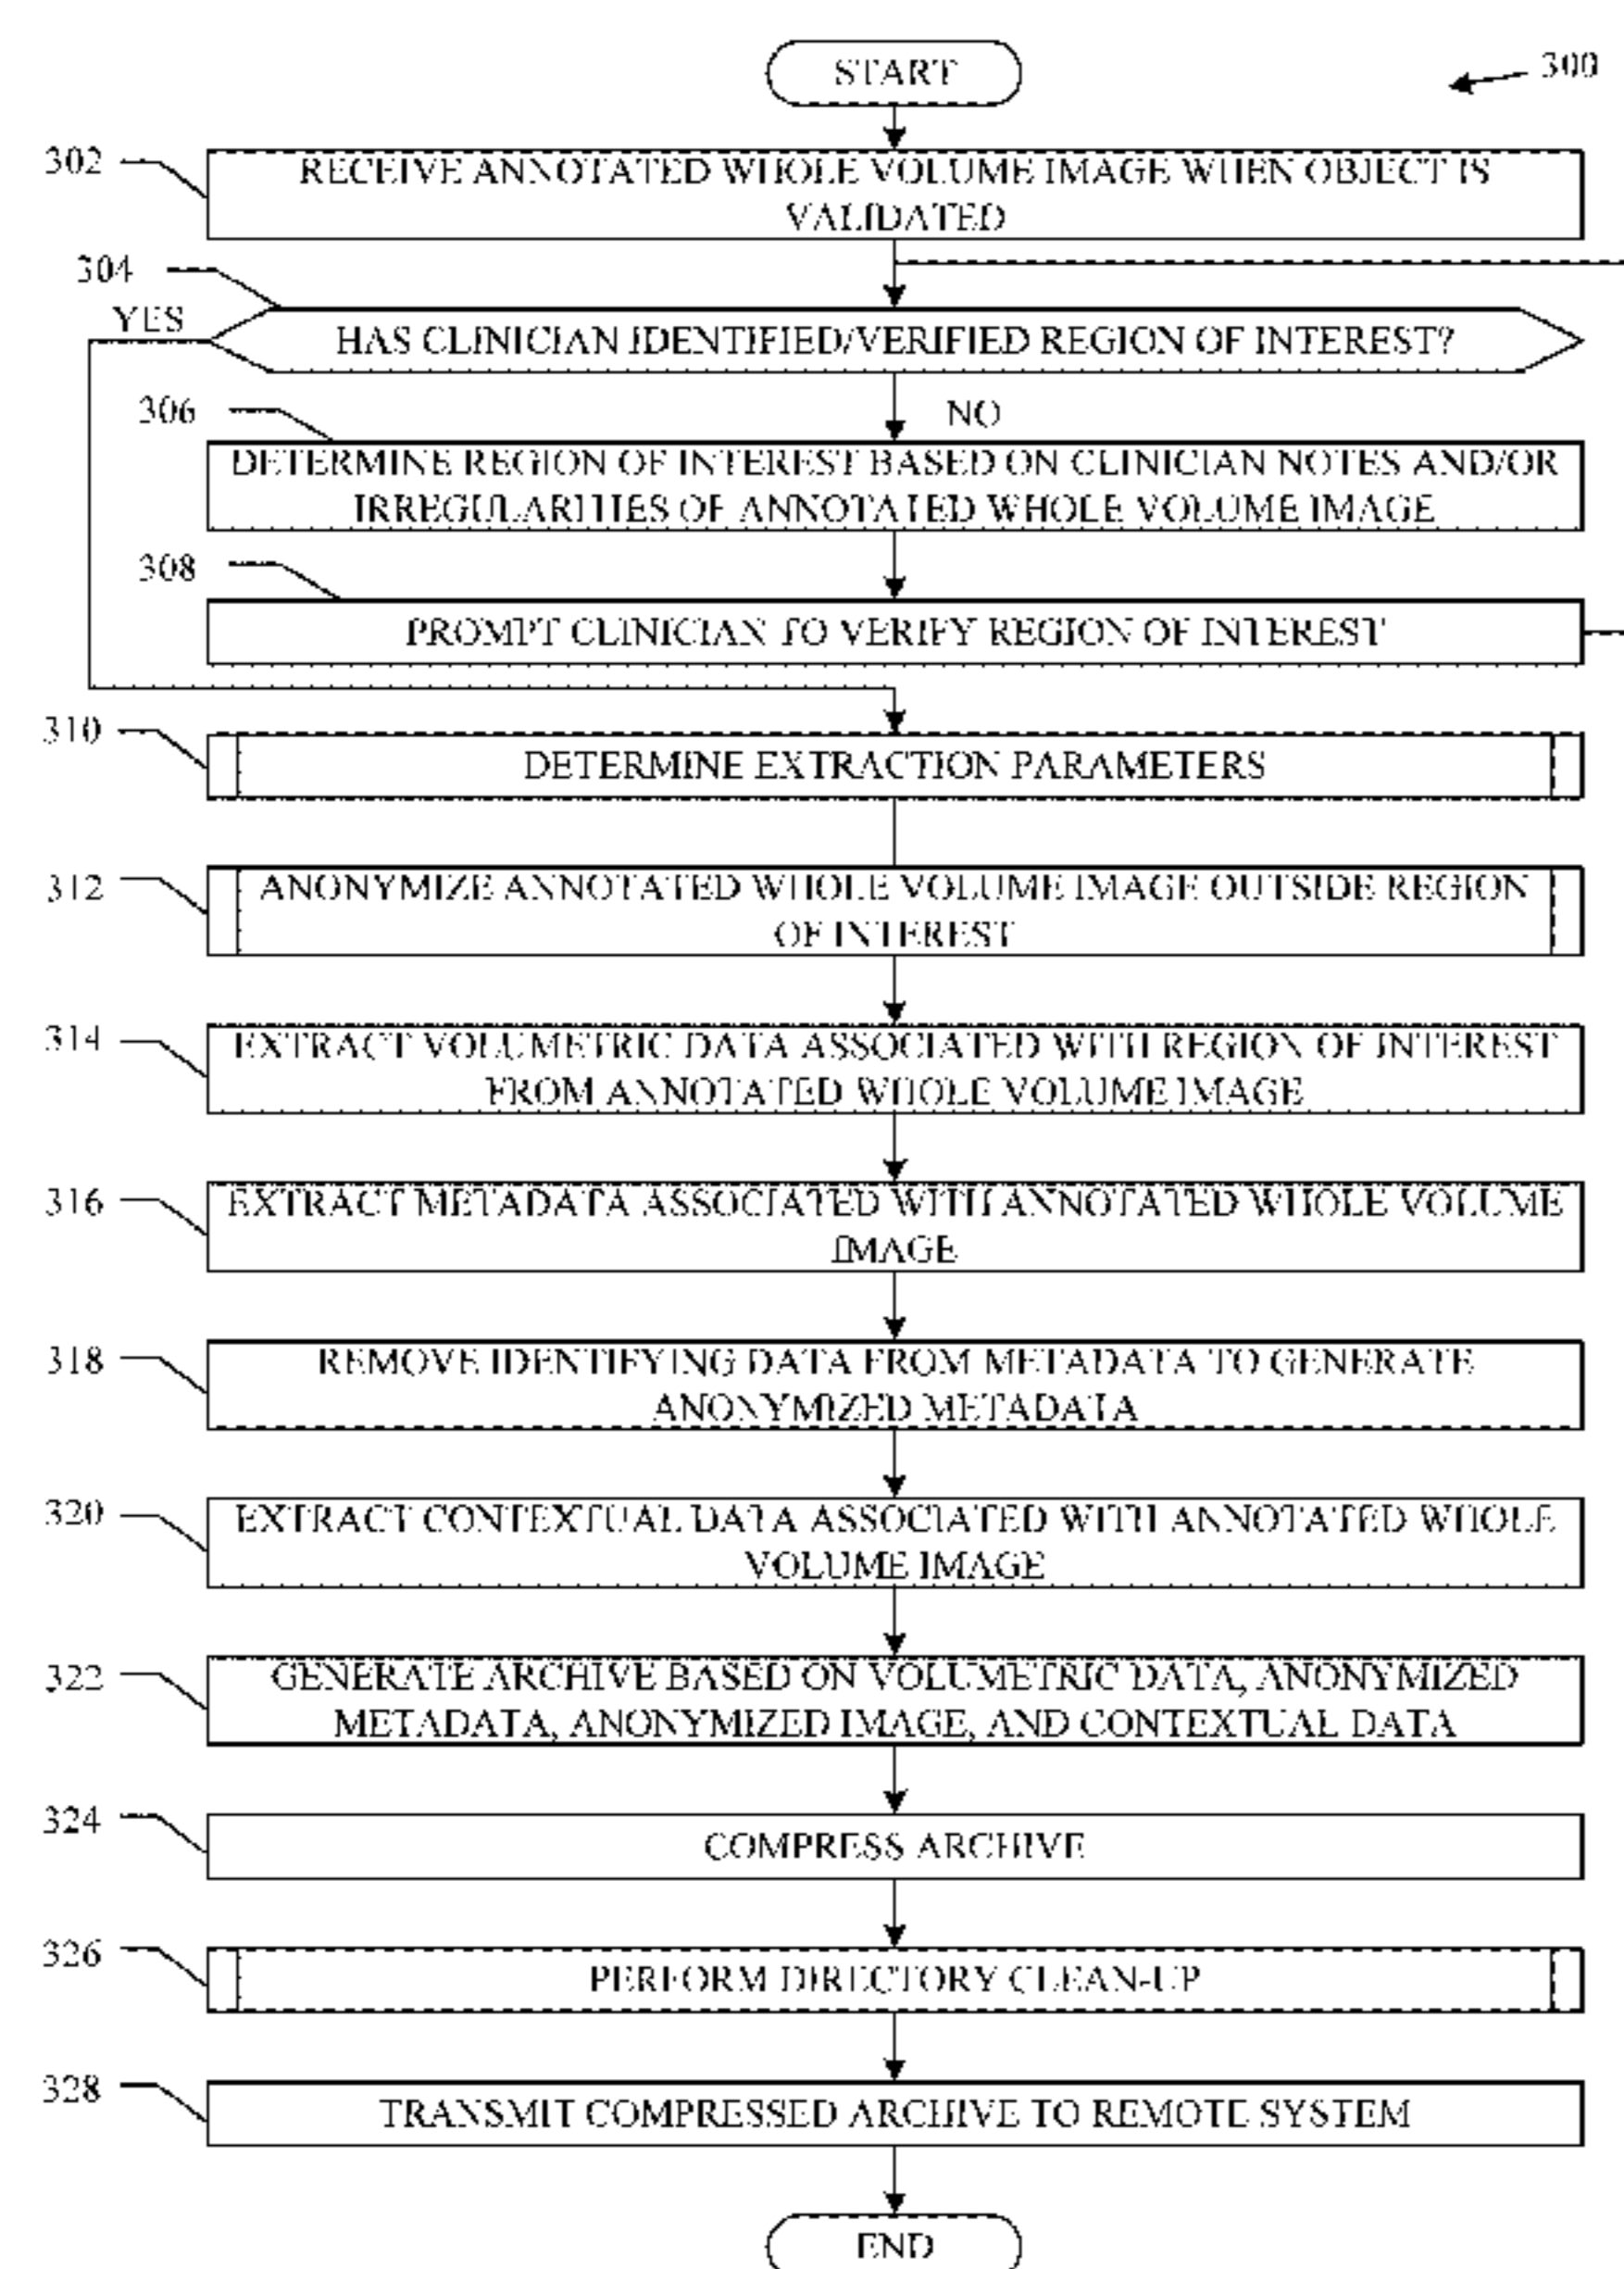 START
300
302
RECEIVE ANNOTATED WHOLE VOLUME IMAGE WHEN OBJECT IS
VALIDATED
304
YES
HAS CLINICIAN IDENTIFIED/VERIFIED REGION OF INTEREST?
306
NO
DETERMINE REGION OF INTEREST BASED ON CLINICIAN NOTES AND/OR
IRREGULARITIES OF ANNOTATED WHOLE VOLUME IMAGE
308
PROMPT CLINICIAN TO VERIFY REGION OF INTEREST
310
DETERMINE EXTRACTION PARAMETERS
312
ANONYMIZE ANNOTATED WHOLE VOLUME IMAGE OUTSIDE REGION
OF INTEREST
314
EXTRACT VOLUMETRIC DATA ASSOCIATED WITH REGION OF INTEREST
FROM ANNOTATED WHOLE VOLUME IMAGE
316
EXTRACT METADATA ASSOCIATED WITH ANNOTATED WHOLE VOLUME
IMAGE
318
REMOVE IDENTIFYING DATA FROM METADATA TO GENERATE
ANONYMIZED METADATA
320
EXTRACT CONTEXTUAL DATA ASSOCIATED WITH ANNOTATED WHOLE
VOLUME IMAGE
322
GENERATE ARCHIVE BASED ON VOLUMETRIC DATA, ANONYMIZED
METADATA, ANONYMIZED IMAGE, AND CONTEXTUAL DATA
324
COMPRESS ARCHIVE
326
PERFORM DIRECTORY CLEAN-UP
328
TRANSMIT COMPRESSED ARCHIVE TO REMOTE SYSTEM
END